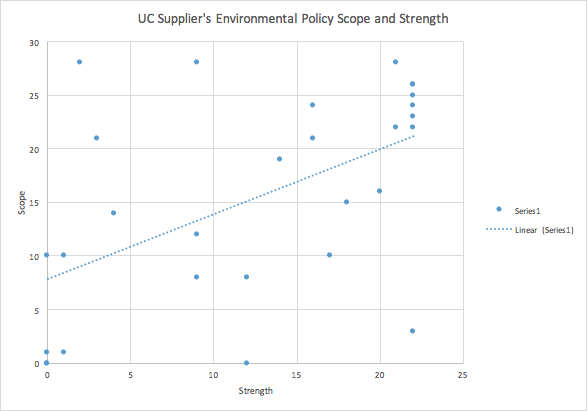 UC Supplier's Environmental Policy Scope and Strength
30
25
20
15
10
5
0
Scope
0 5 10 15 20 25
Strength
Series1
Linear (Series1)